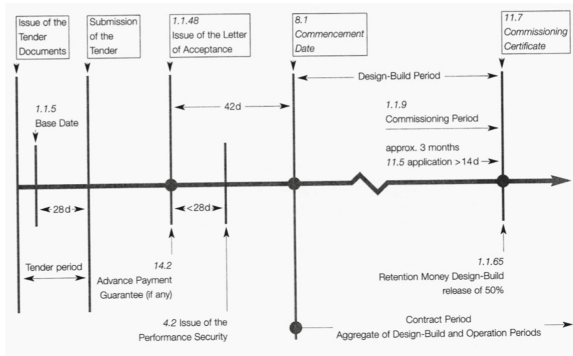 Issue of the
Tender
Documents
Submission
of the
Tender
1.1.48
Issue of the Letter
of Acceptance
8.1
Commencement
Date
11.7
Commissioning
Certificate
Design-Build Period
42d
1.1.5
Base Date
1.1.9
Commissioning Period
approx. 3 months
11.5 application >14d
28d
<28d
Tender period
14.2
Advance Payment
Guarantee (if any)
1.1.65
Retention Money Design-Build
release of 50%
4.2 Issue of the
Performance Security
Contract Period
Aggregate of Design-Build and Operation Periods